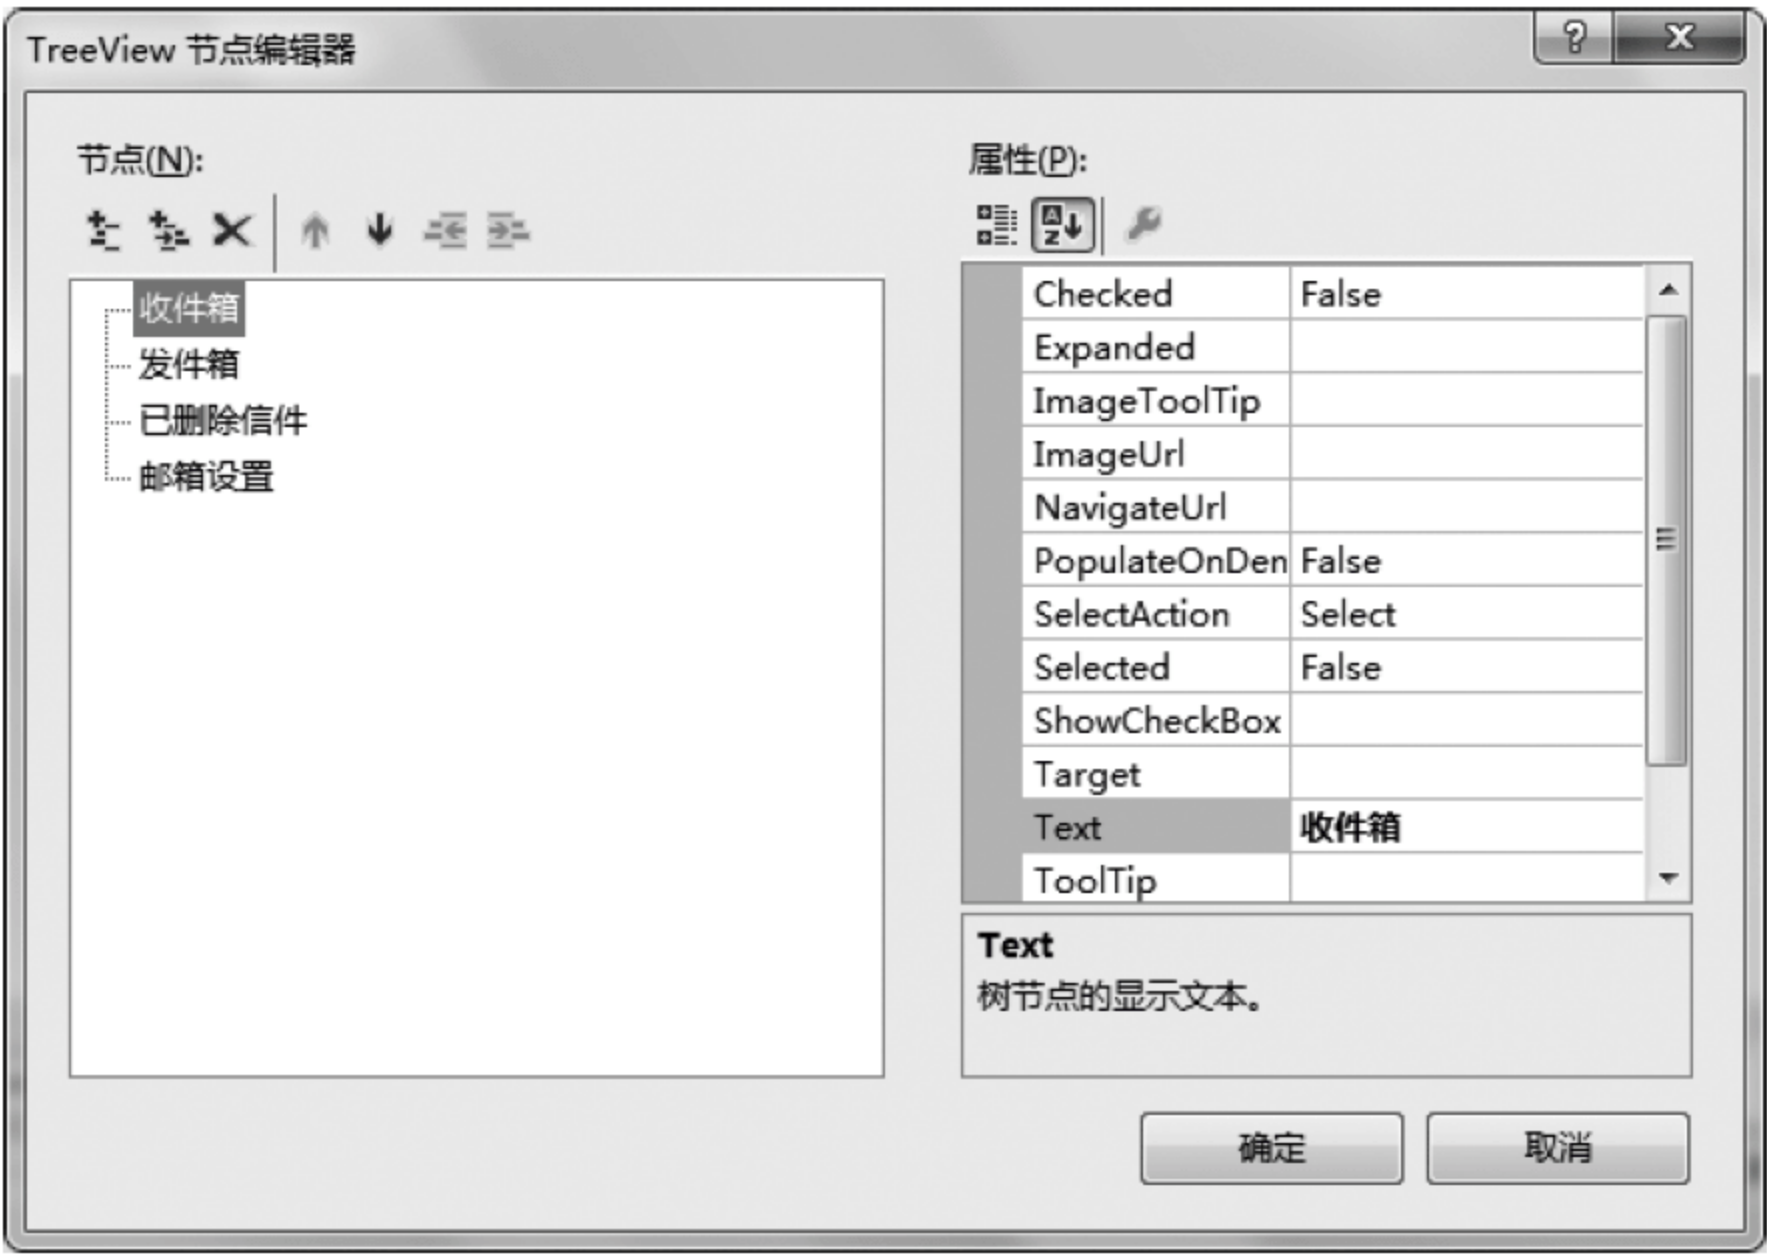 TreeView 节点编辑器
节点(N):
收件箱
发件箱
已删除信件
邮箱设置
属性(P):
Checked False
Expanded
ImageToolTip
ImageUrl
NavigateUrl
PopulateOnDen False
SelectAction Select
Selected False
ShowCheckBox
Target
Text 收件箱
ToolTip
Text
树节点的显示文本。
确定 取消